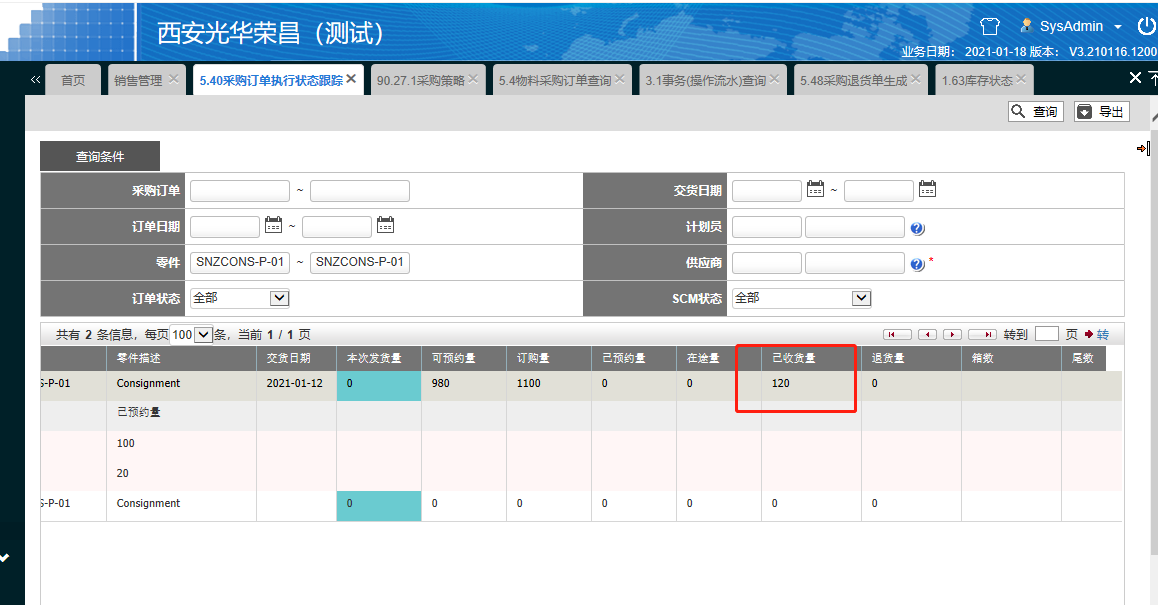 西安光华荣昌（测试）
SysAdmin
业务日期： 2021-01-18 版本： V3.210116.1200
首页 销售管理 5.40采购订单执行状态跟踪 90.27.1采购策略 5.4物料采购订单查询 3.1事务(操作流水)查询 5.48采购退货单生成 1.63库存状态
查询 导出
查询条件
采购订单 ~ 交货日期 ~
订单日期 ~ 计划员
零件 SNZCONS-P-01 ~ SNZCONS-P-01 供应商 *
订单状态 全部 SCM状态 全部
共有 2 条信息，每页 100 条，当前 1 / 1 页 转到 页 转
零件描述 交货日期 本次发货量 可预约量 订购量 已预约量 在途量 已收货量 退货量 箱数 尾数
S-P-01 Consignment 2021-01-12 0 980 1100 0 0 120 0
已预约量
100
20
S-P-01 Consignment 0 0 0 0 0 0 0